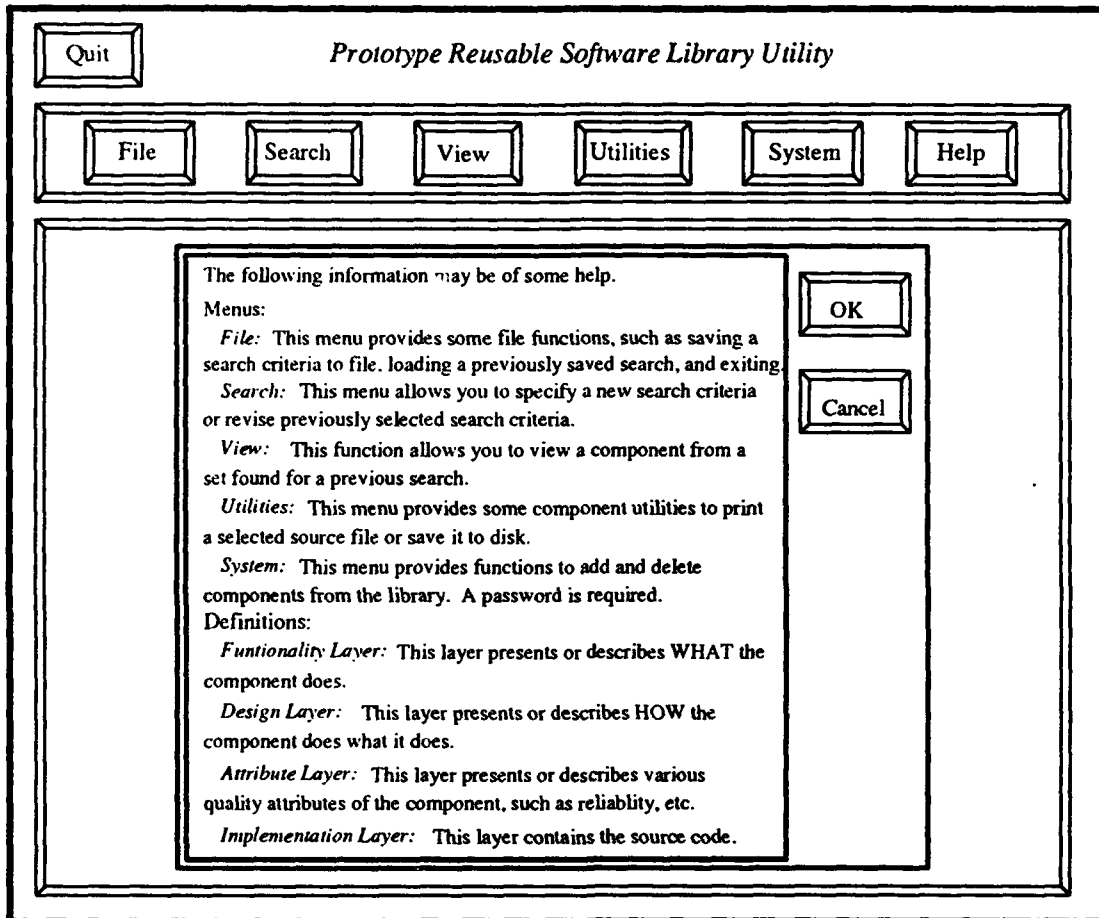 Quit
Prototype Reusable Software Library Utility
File Search View Utilities System Help
The following information may be of some help.
Menus:
File: This menu provides some file functions, such as saving a
search criteria to file, loading a previously saved search, and exiting.
Search: This menu allows you to specify a new search criteria
or revise previously selected search criteria.
View: This function allows you to view a component from a
set found for a previous search.
Utilities: This menu provides some component utilities to print
a selected source file or save it to disk.
System: This menu provides functions to add and delete
components from the library. A password is required.
Definitions:
Funtionality Layer: This layer presents or describes WHAT the
component does.
Design Layer: This layer presents or describes HOW the
component does what it does.
Attribute Layer: This layer presents or describes various
quality attributes of the component, such as reliablity, etc.
Implementation Layer: This layer contains the source code.
OK
Cancel